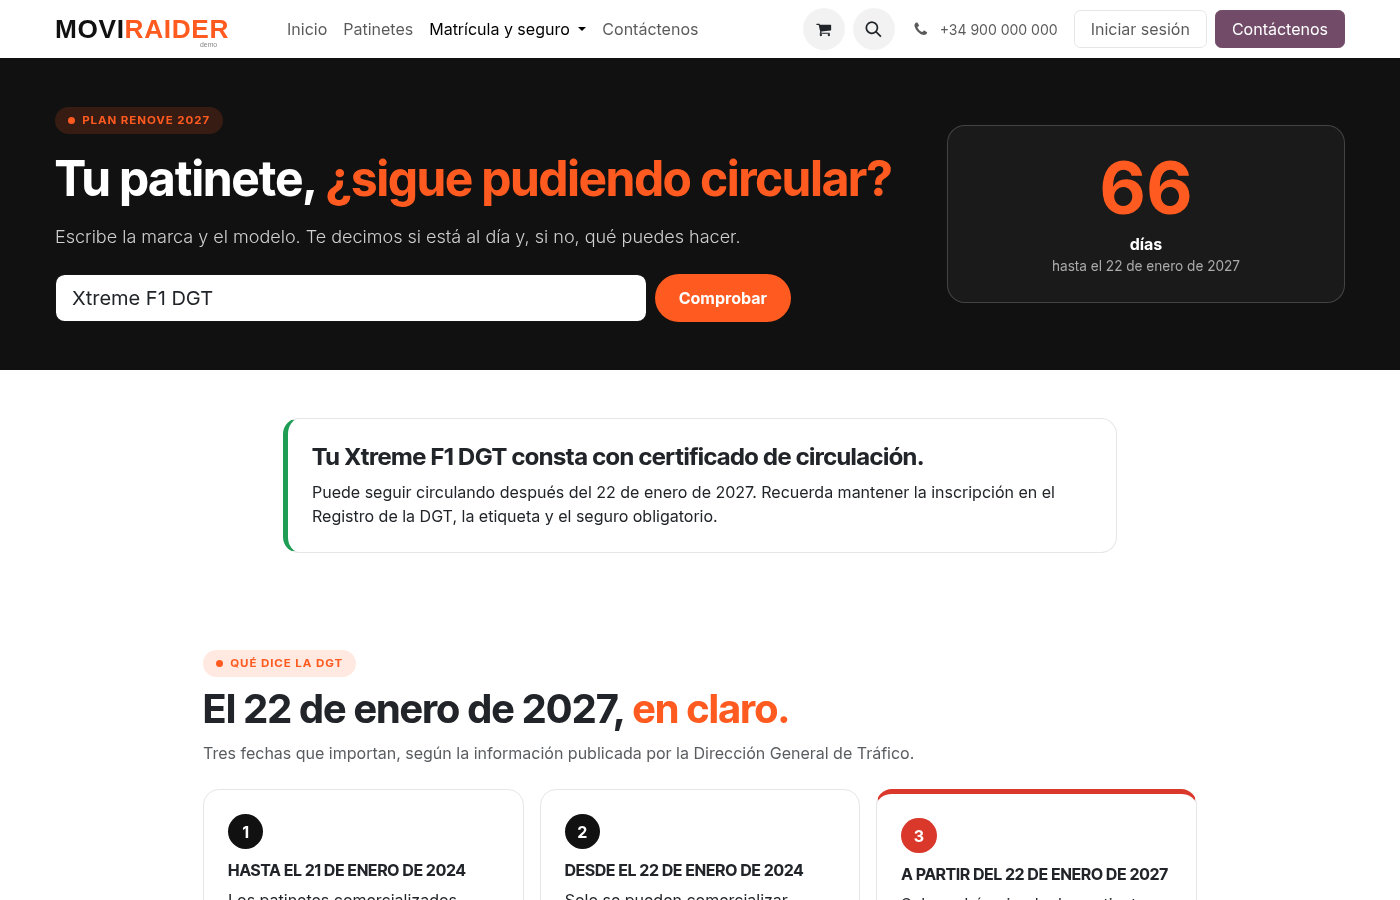 MOVIRAIDER
demo
Inicio
Patinetes
Matrícula y seguro
Contáctenos
+34 900 000 000
Iniciar sesión
Contáctenos
PLAN RENOVE 2027
Tu patinete, ¿sigue pudiendo circular?
Escribe la marca y el modelo. Te decimos si está al día y, si no, qué puedes hacer.
Xtreme F1 DGT
Comprobar
66
días
hasta el 22 de enero de 2027
Tu Xtreme F1 DGT consta con certificado de circulación.
Puede seguir circulando después del 22 de enero de 2027. Recuerda mantener la inscripción en el
Registro de la DGT, la etiqueta y el seguro obligatorio.
QUÉ DICE LA DGT
El 22 de enero de 2027, en claro.
Tres fechas que importan, según la información publicada por la Dirección General de Tráfico.
1
HASTA EL 21 DE ENERO DE 2024
Los patinetes comercializados
2
DESDE EL 22 DE ENERO DE 2024
Solo se pueden comercializar
3
A PARTIR DEL 22 DE ENERO DE 2027